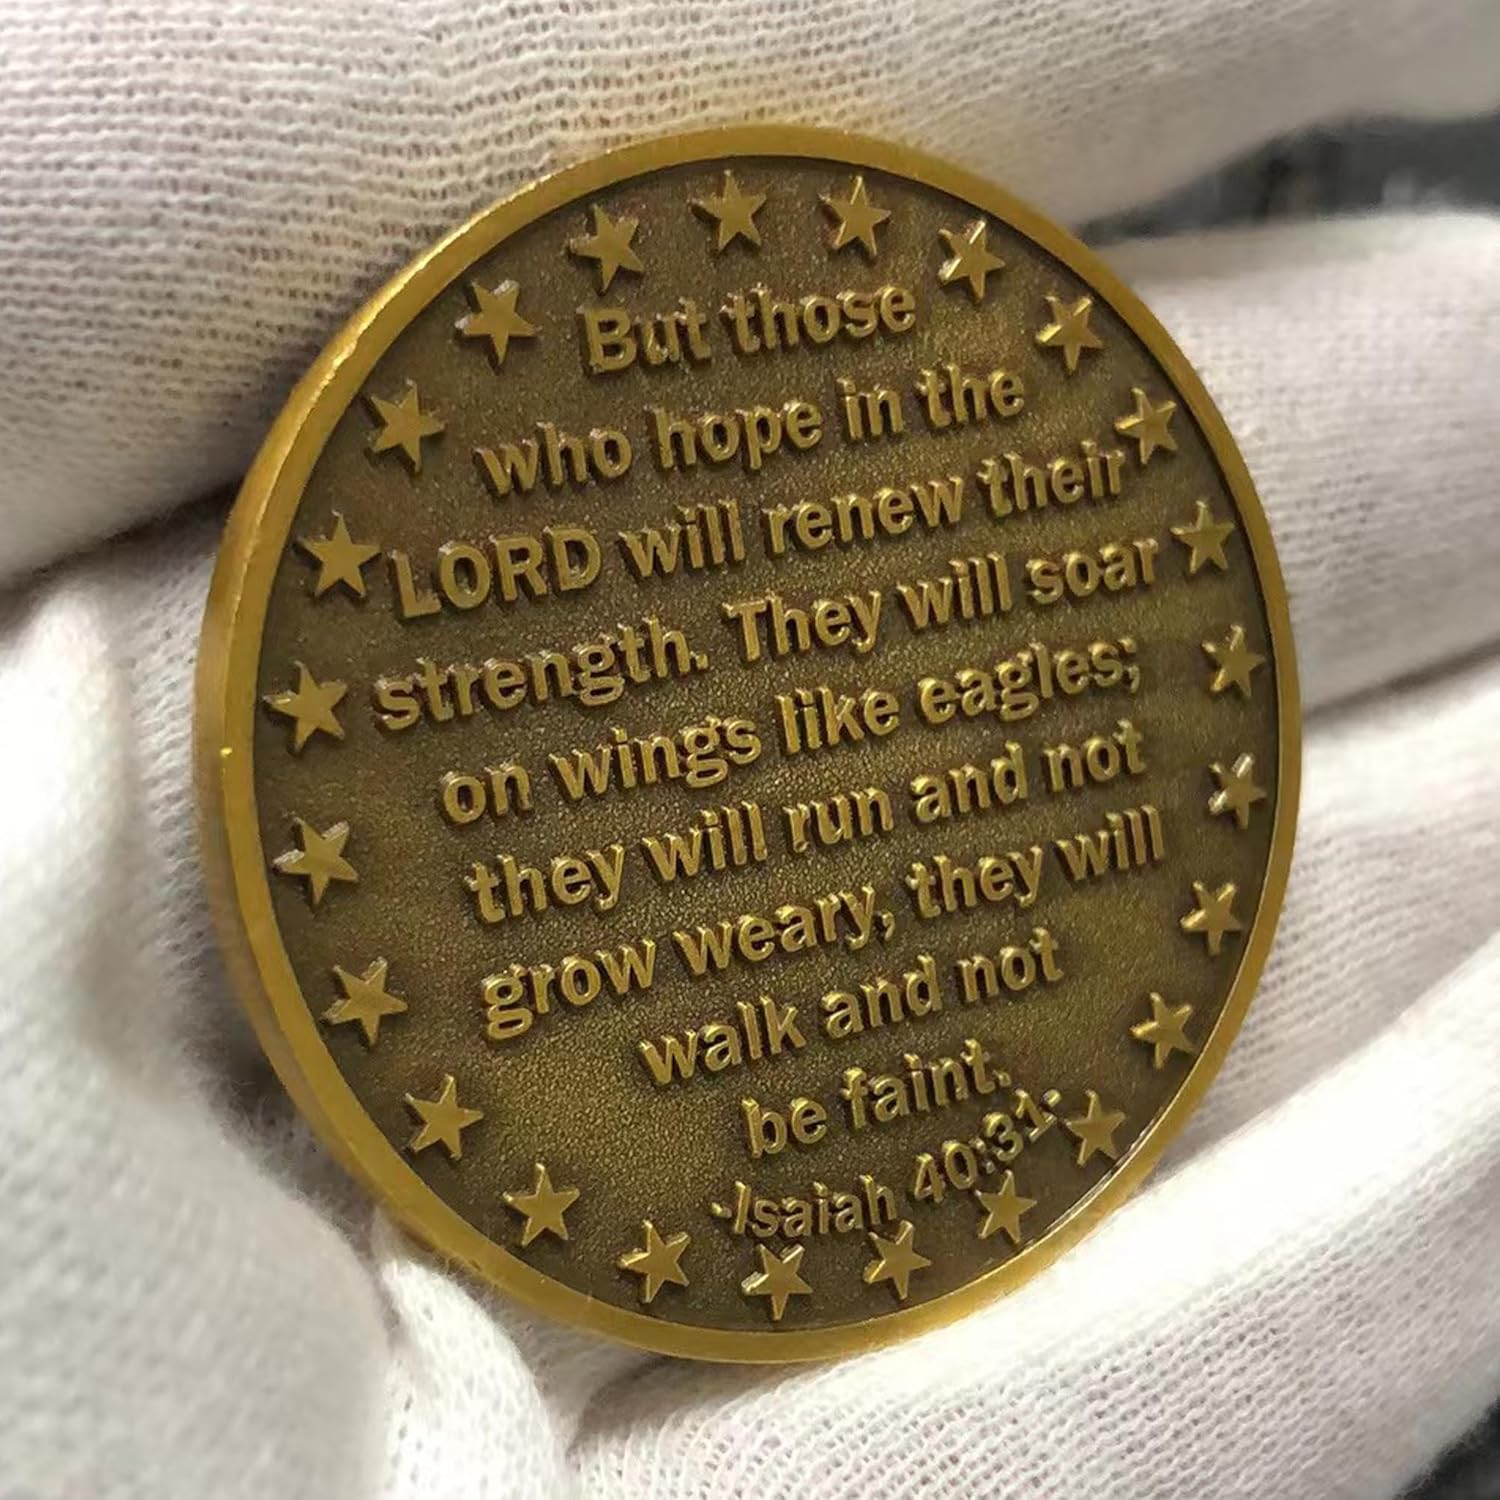 But those
who hope in the
LORD will renew their
strength. They will soar
on wings like eagles;
they will run and not
grow weary, they will
walk and not
be faint.
-Isaiah 40:31-